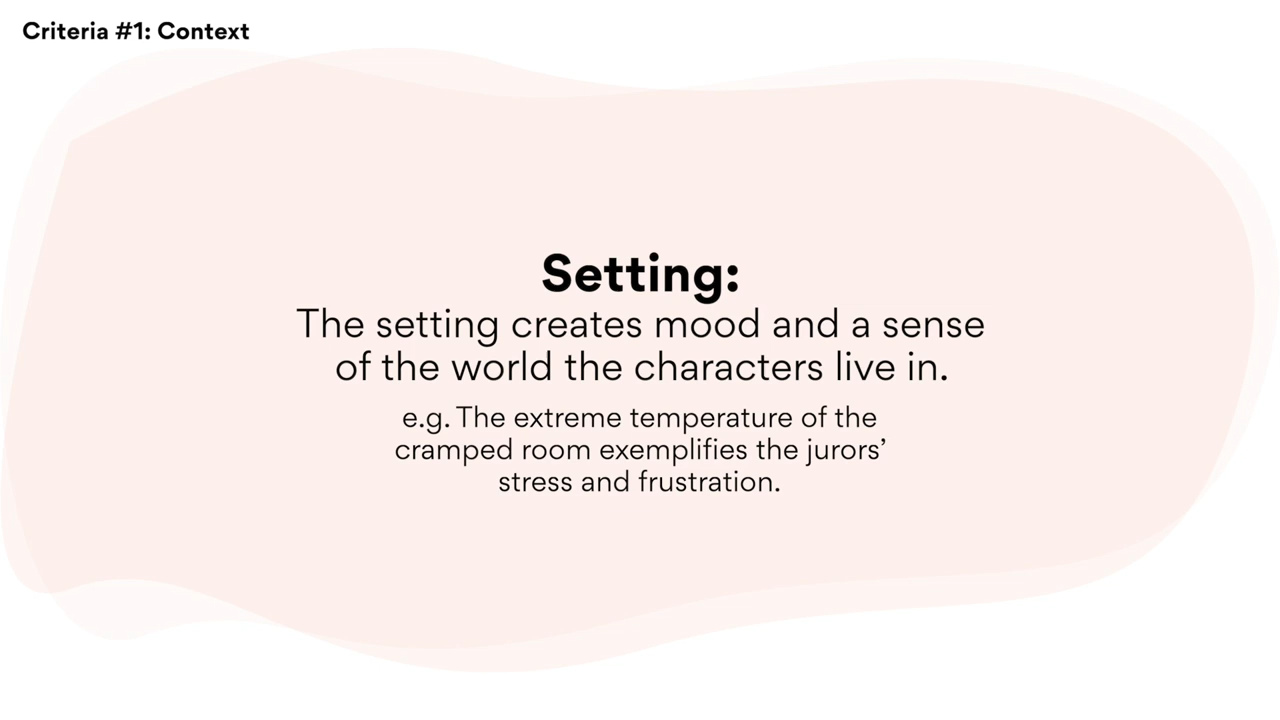 Criteria #1: Context
Setting:
The setting creates mood and a sense
of the world the characters live in.
e.g. The extreme temperature of the
cramped room exemplifies the jurors’
stress and frustration.